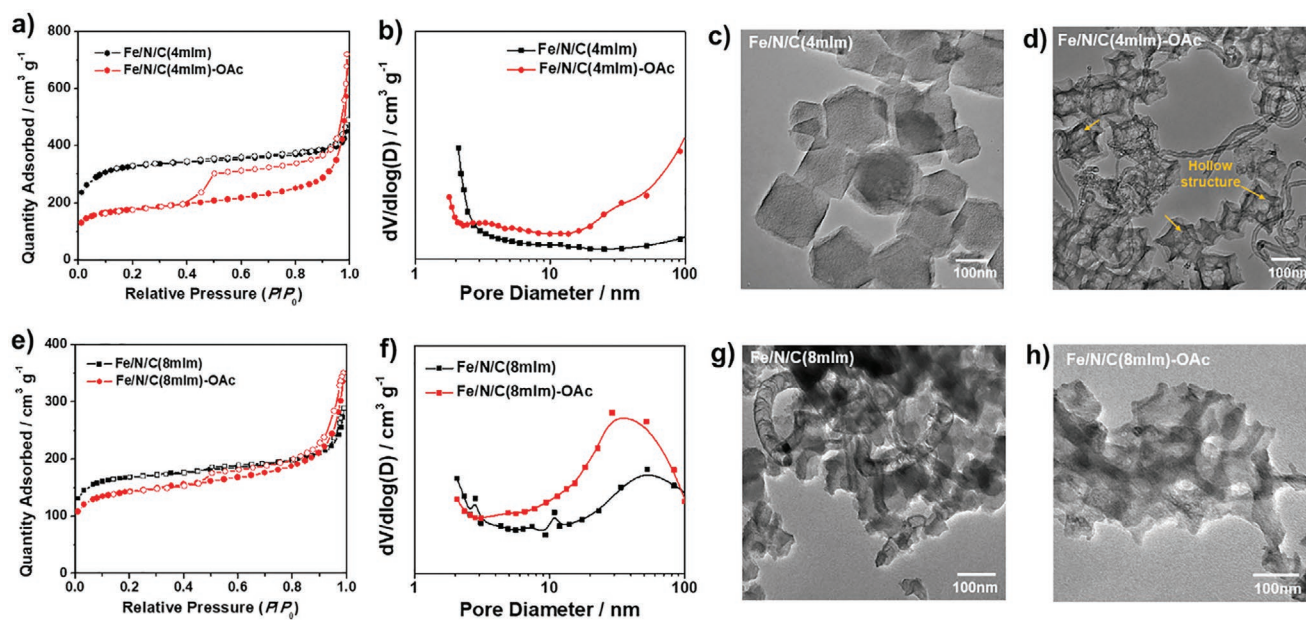 a)
800
600
400
200
0
Quantity Adsorbed / cm³ g⁻¹
Fe/N/C(4mIm)
Fe/N/C(4mIm)-OAc
0.0 0.2 0.4 0.6 0.8 1.0
Relative Pressure (P/P₀)
b)
dV/dlog(D) / cm³ g⁻¹
Fe/N/C(4mIm)
Fe/N/C(4mIm)-OAc
1 10 100
Pore Diameter / nm
c)
Fe/N/C(4mIm)
100nm
d)
Fe/N/C(4mIm)-OAc
Hollow
structure
100nm
e)
400
300
200
100
0
Quantity Adsorbed / cm³ g⁻¹
Fe/N/C(8mIm)
Fe/N/C(8mIm)-OAc
0.0 0.2 0.4 0.6 0.8 1.0
Relative Pressure (P/P₀)
f)
dV/dlog(D) / cm³ g⁻¹
Fe/N/C(8mIm)
Fe/N/C(8mIm)-OAc
1 10 100
Pore Diameter / nm
g)
Fe/N/C(8mIm)
100nm
h)
Fe/N/C(8mIm)-OAc
100nm